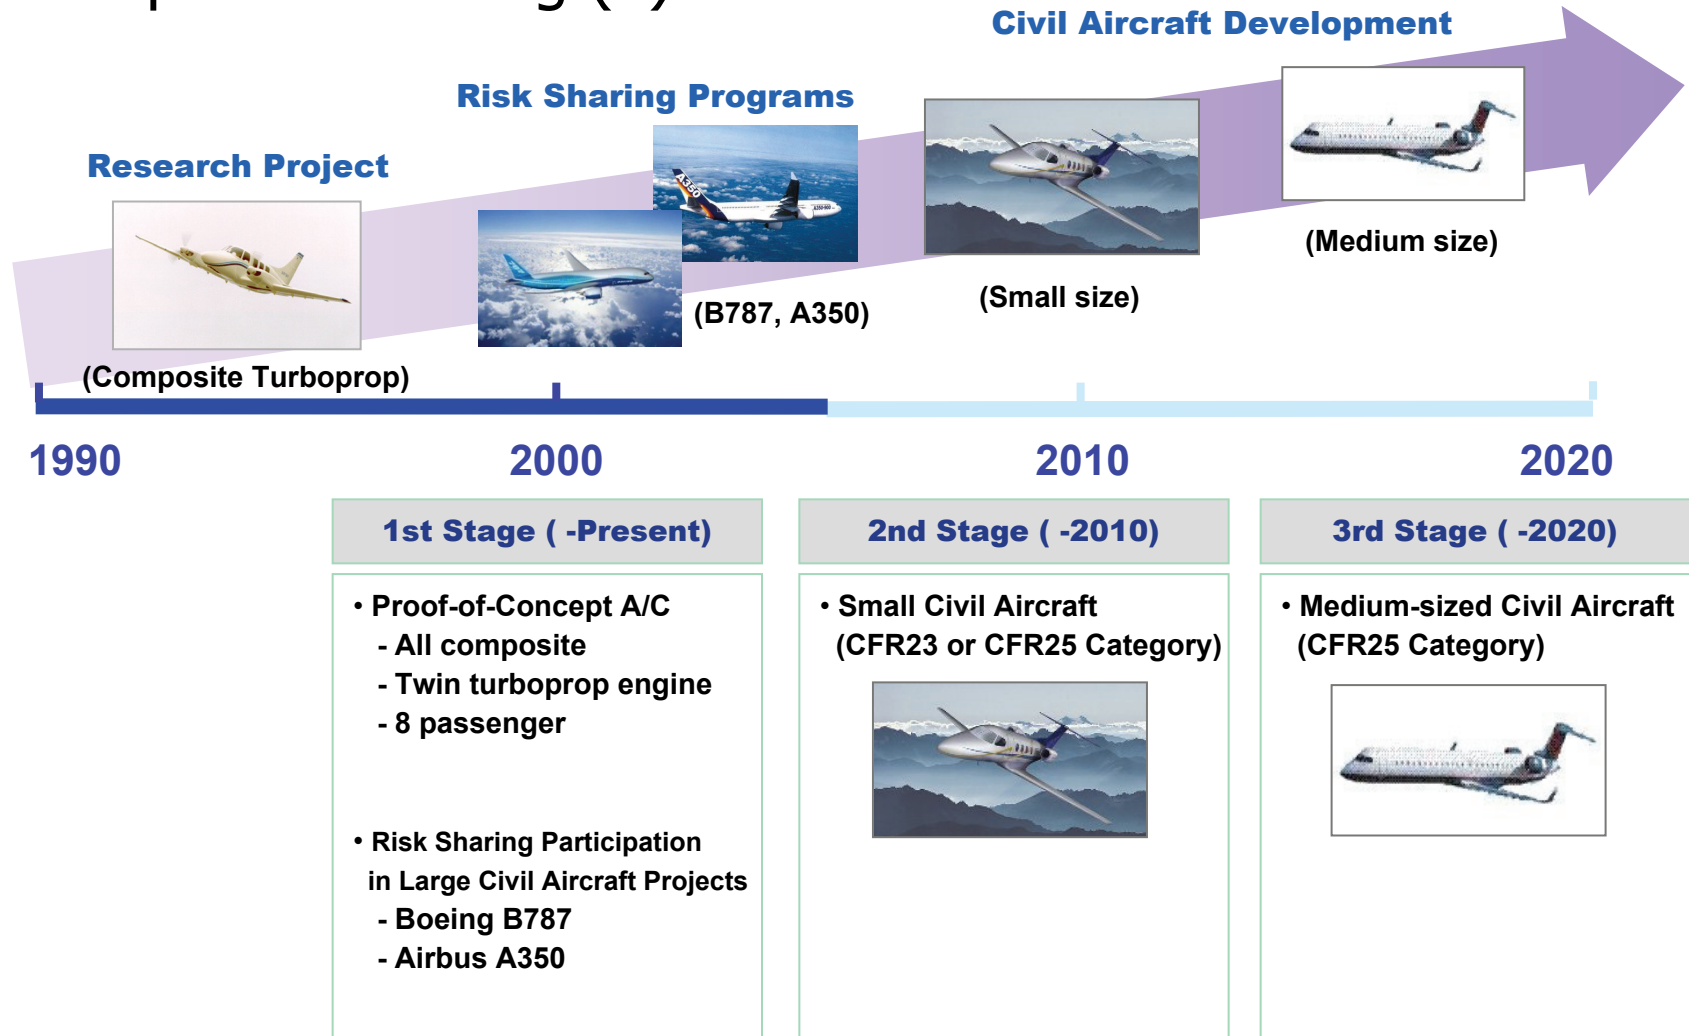 Civil Aircraft Development
Risk Sharing Programs
Research Project
(Medium size)
(Small size)
(B787, A350)
(Composite Turboprop)
1990
2000
2010
2020
1st Stage ( -Present)
• Proof-of-Concept A/C
- All composite
- Twin turboprop engine
- 8 passenger
• Risk Sharing Participation
in Large Civil Aircraft Projects
- Boeing B787
- Airbus A350
2nd Stage ( -2010)
• Small Civil Aircraft
(CFR23 or CFR25 Category)
3rd Stage ( -2020)
• Medium-sized Civil Aircraft
(CFR25 Category)
A350